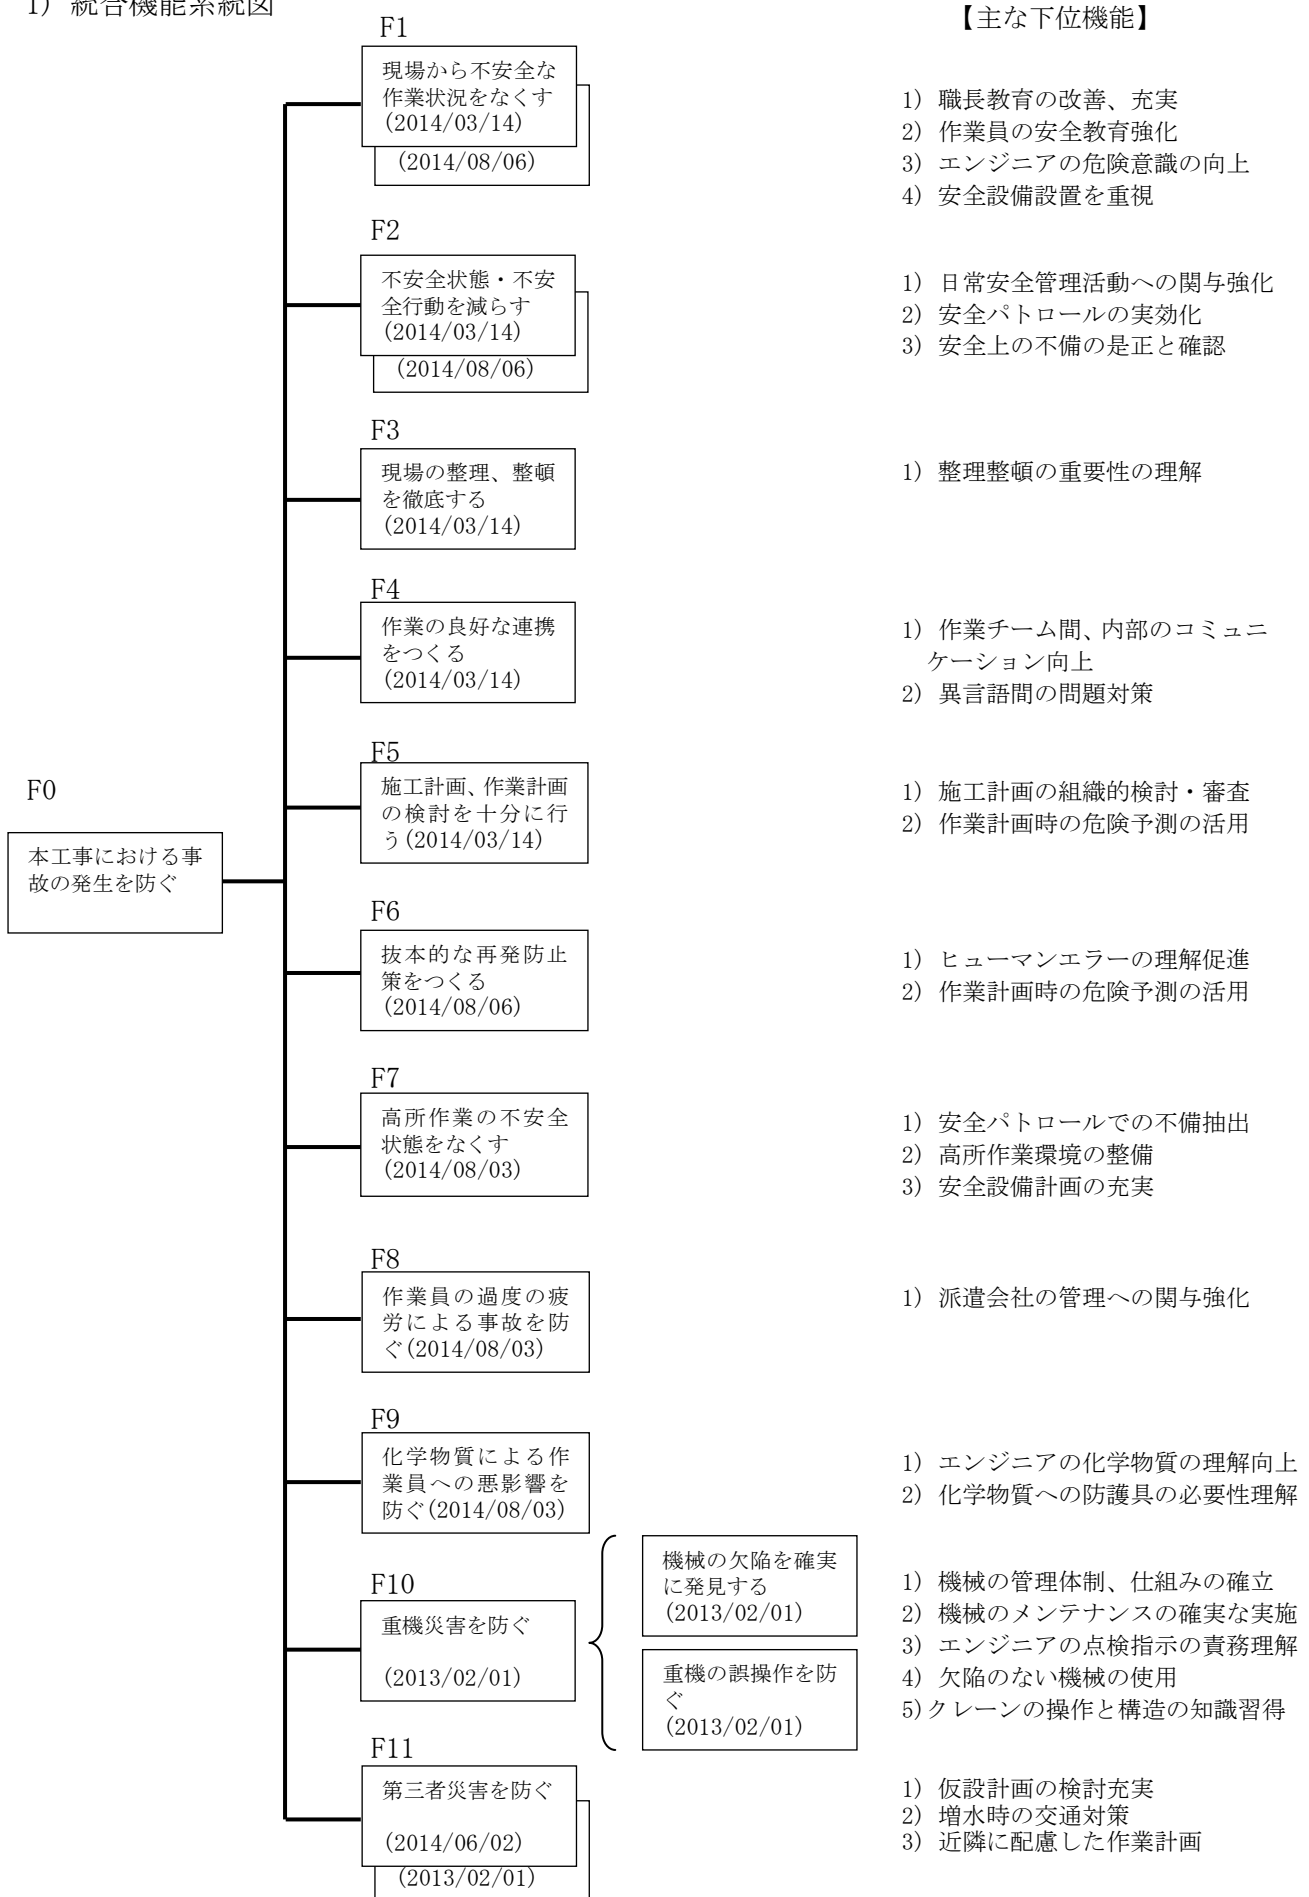 1) 統合機能系統図
【主な下位機能】
F1
現場から不安全な
作業状況をなくす
(2014/03/14)
(2014/08/06)
1) 職長教育の改善、充実
2) 作業員の安全教育強化
3) エンジニアの危険意識の向上
4) 安全設備設置を重視
F2
不安全状態・不安
全行動を減らす
(2014/03/14)
(2014/08/06)
1) 日常安全管理活動への関与強化
2) 安全パトロールの実効化
3) 安全上の不備の是正と確認
F3
現場の整理、整頓
を徹底する
(2014/03/14)
1) 整理整頓の重要性の理解
F4
作業の良好な連携
をつくる
(2014/03/14)
1) 作業チーム間、内部のコミュニ
ケーション向上
2) 異言語間の問題対策
F5
施工計画、作業計画
の検討を十分に行
う(2014/03/14)
1) 施工計画の組織的検討・審査
2) 作業計画時の危険予測の活用
F0
本工事における事
故の発生を防ぐ
F6
抜本的な再発防止
策をつくる
(2014/08/06)
1) ヒューマンエラーの理解促進
2) 作業計画時の危険予測の活用
F7
高所作業の不安全
状態をなくす
(2014/08/03)
1) 安全パトロールでの不備抽出
2) 高所作業環境の整備
3) 安全設備計画の充実
F8
作業員の過度の疲
労による事故を防
ぐ(2014/08/03)
1) 派遣会社の管理への関与強化
F9
化学物質による作
業員への悪影響を
防ぐ(2014/08/03)
1) エンジニアの化学物質の理解向上
2) 化学物質への防護具の必要性理解
F10
重機災害を防ぐ
(2013/02/01)
機械の欠陥を確実
に発見する
(2013/02/01)
重機の誤操作を防
ぐ
(2013/02/01)
1) 機械の管理体制、仕組みの確立
2) 機械のメンテナンスの確実な実施
3) エンジニアの点検指示の責務理解
4) 欠陥のない機械の使用
5)クレーンの操作と構造の知識習得
F11
第三者災害を防ぐ
(2014/06/02)
(2013/02/01)
1) 仮設計画の検討充実
2) 増水時の交通対策
3) 近隣に配慮した作業計画